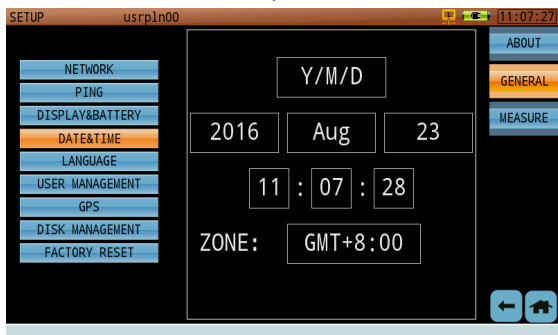 SETUP usrpln00 11:07:27
ABOUT
GENERAL
MEASURE
NETWORK
PING
DISPLAY&BATTERY
DATE&TIME
LANGUAGE
USER MANAGEMENT
GPS
DISK MANAGEMENT
FACTORY RESET
Y/M/D
2016 Aug 23
11 : 07 : 28
ZONE: GMT+8:00